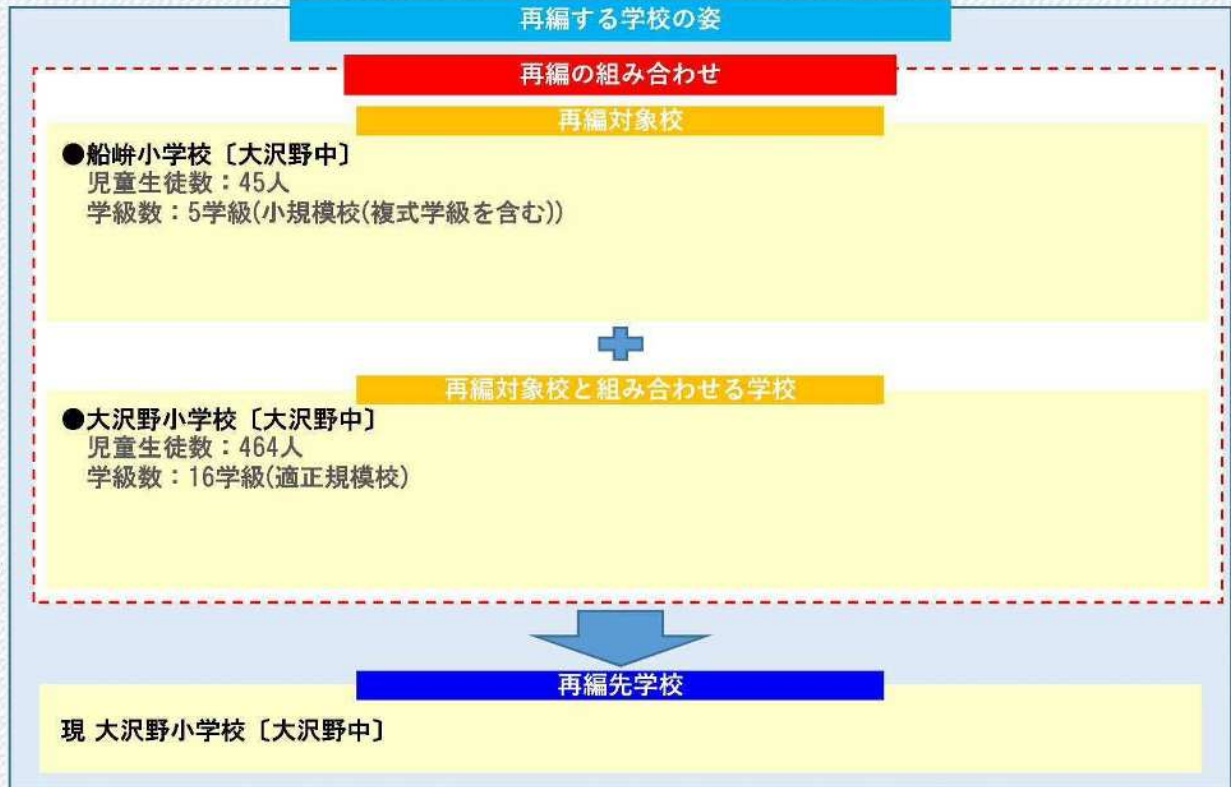 再編する学校の姿
再編の組み合わせ
再編対象校
●船峅小学校〔大沢野中〕
児童生徒数：45人
学級数：5学級(小規模校(複式学級を含む))
再編対象校と組み合わせる学校
●大沢野小学校〔大沢野中〕
児童生徒数：464人
学級数：16学級(適正規模校)
再編先学校
現 大沢野小学校〔大沢野中〕